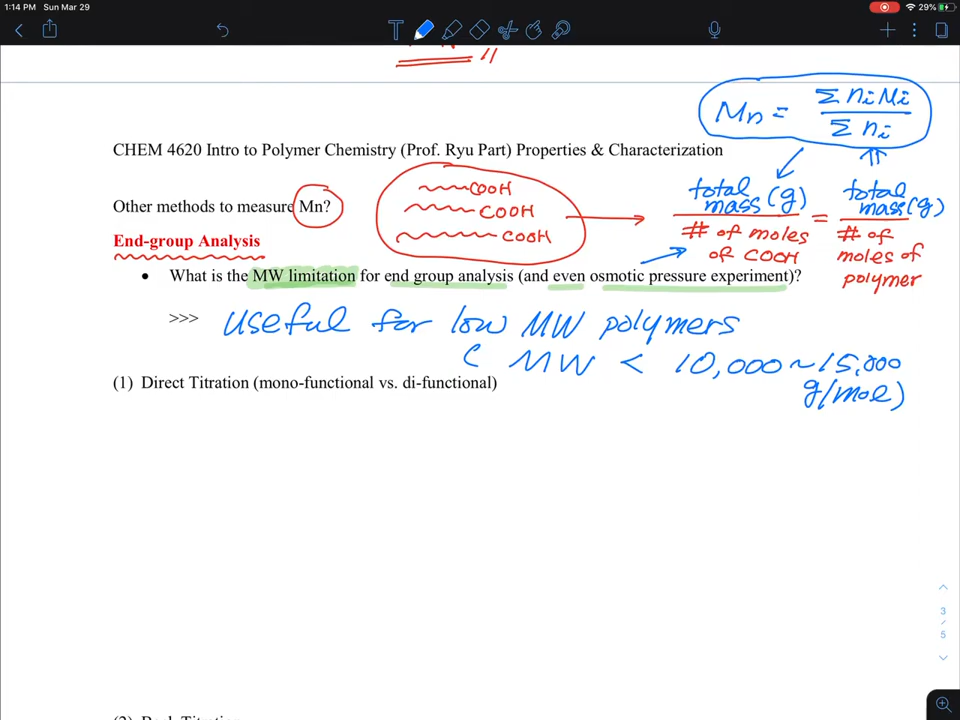 1:14 PM Sun Mar 29
29%
Mn = Σ niMi / Σ ni
CHEM 4620 Intro to Polymer Chemistry (Prof. Ryu Part) Properties & Characterization
Other methods to measure Mn?
COOH
COOH
COOH
total mass (g) / # of moles of COOH = total mass (g) / # of moles of polymer
End-group Analysis
• What is the MW limitation for end group analysis (and even osmotic pressure experiment)?
>>> Useful for low MW polymers
( MW < 10,000 ~ 15,000
g/mol )
(1) Direct Titration (mono-functional vs. di-functional)
3
/
5